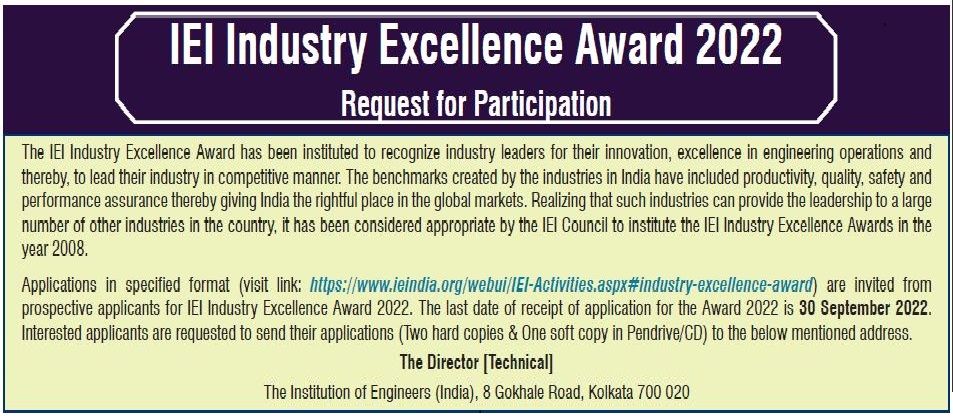 IEI Industry Excellence Award 2022
Request for Participation
The IEI Industry Excellence Award has been instituted to recognize industry leaders for their innovation, excellence in engineering operations and
thereby, to lead their industry in competitive manner. The benchmarks created by the industries in India have included productivity, quality, safety and
performance assurance thereby giving India the rightful place in the global markets. Realizing that such industries can provide the leadership to a large
number of other industries in the country, it has been considered appropriate by the IEI Council to institute the IEI Industry Excellence Awards in the
year 2008.
Applications in specified format (visit link: https://www.ieindia.org/webui/IEI-Activities.aspx#industry-excellence-award) are invited from
prospective applicants for IEI Industry Excellence Award 2022. The last date of receipt of application for the Award 2022 is 30 September 2022.
Interested applicants are requested to send their applications (Two hard copies & One soft copy in Pendrive/CD) to the below mentioned address.
The Director [Technical]
The Institution of Engineers (India), 8 Gokhale Road, Kolkata 700 020